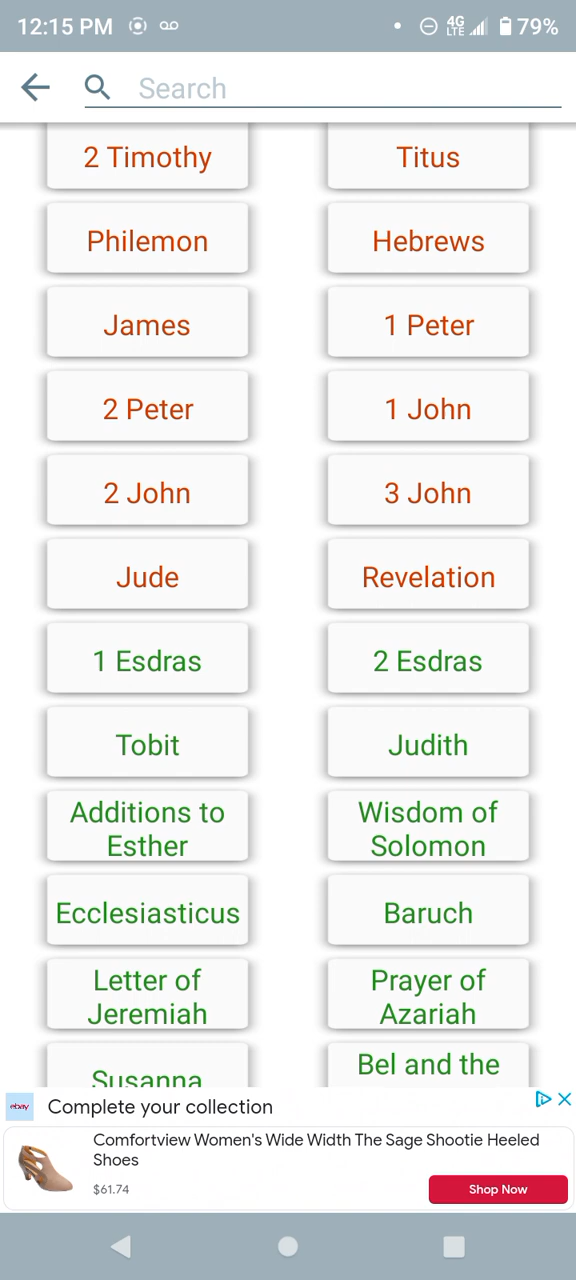 12:15 PM
4G
LTE
79%
Search
2 Timothy
Titus
Philemon
Hebrews
James
1 Peter
2 Peter
1 John
2 John
3 John
Jude
Revelation
1 Esdras
2 Esdras
Tobit
Judith
Additions to
Esther
Wisdom of
Solomon
Ecclesiasticus
Baruch
Letter of
Jeremiah
Prayer of
Azariah
Susanna
Bel and the
ebay
Complete your collection
Comfortview Women's Wide Width The Sage Shootie Heeled
Shoes
$61.74
Shop Now